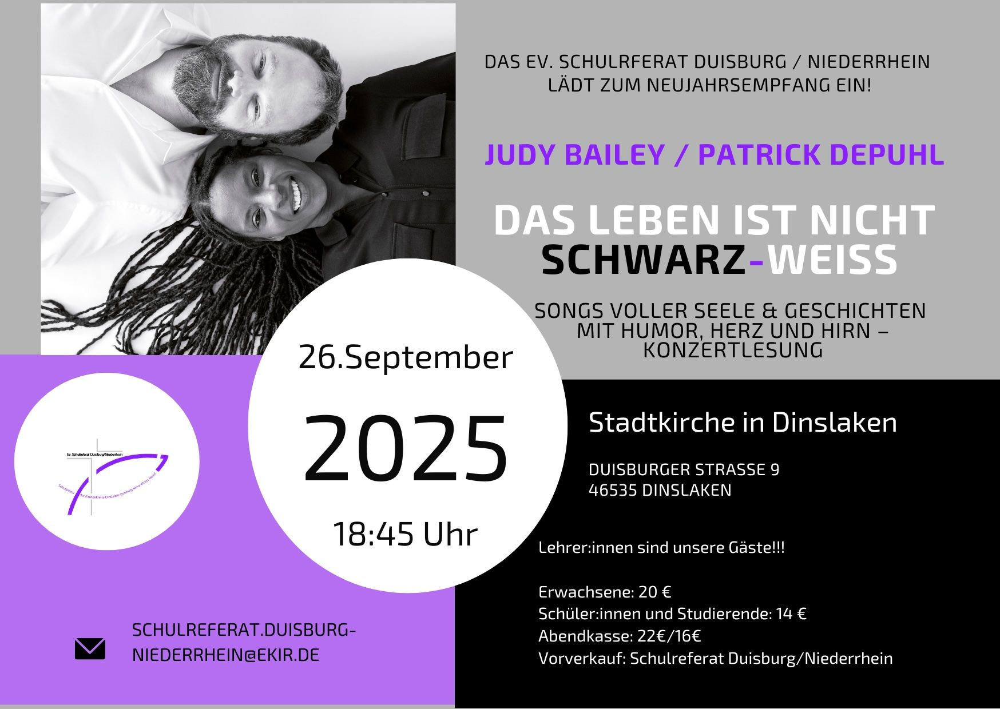 DAS EV. SCHULRFERAT DUISBURG / NIEDERRHEIN
LÄDT ZUM NEUJAHRSEMPFANG EIN!
JUDY BAILEY / PATRICK DEPUHL
DAS LEBEN IST NICHT
SCHWARZ-WEISS
SONGS VOLLER SEELE & GESCHICHTEN
MIT HUMOR, HERZ UND HIRN –
KONZERTLESUNG
26.September
2025
18:45 Uhr
Stadtkirche in Dinslaken
DUISBURGER STRASSE 9
46535 DINSLAKEN
Lehrer:innen sind unsere Gäste!!!
Erwachsene: 20 €
Schüler:innen und Studierende: 14 €
Abendkasse: 22€/16€
Vorverkauf: Schulreferat Duisburg/Niederrhein
Ev. Schulreferat Duisburg/Niederrhein
Schulreferat der Kirchenkreise Dinslaken-Duisburg-Kleve-Moers-Wesel
SCHULREFERAT.DUISBURG-
NIEDERRHEIN@EKIR.DE